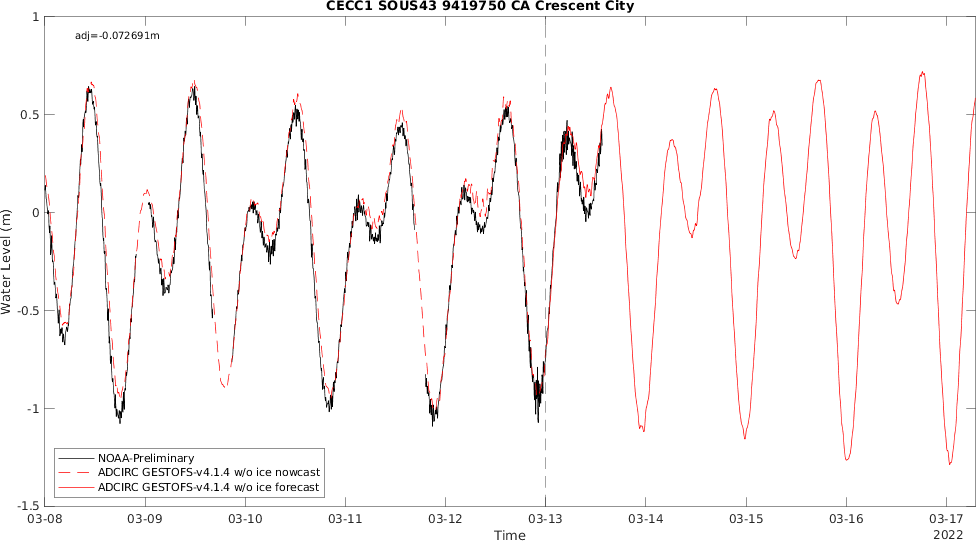 CECC1 SOUS43 9419750 CA Crescent City
adj=-0.072691m
1
0.5
0
-0.5
-1
-1.5
Water Level (m)
NOAA-Preliminary
ADCIRC GESTOFS-v4.1.4 w/o ice nowcast
ADCIRC GESTOFS-v4.1.4 w/o ice forecast
03-08 03-09 03-10 03-11 03-12 03-13 03-14 03-15 03-16 03-17
Time
2022